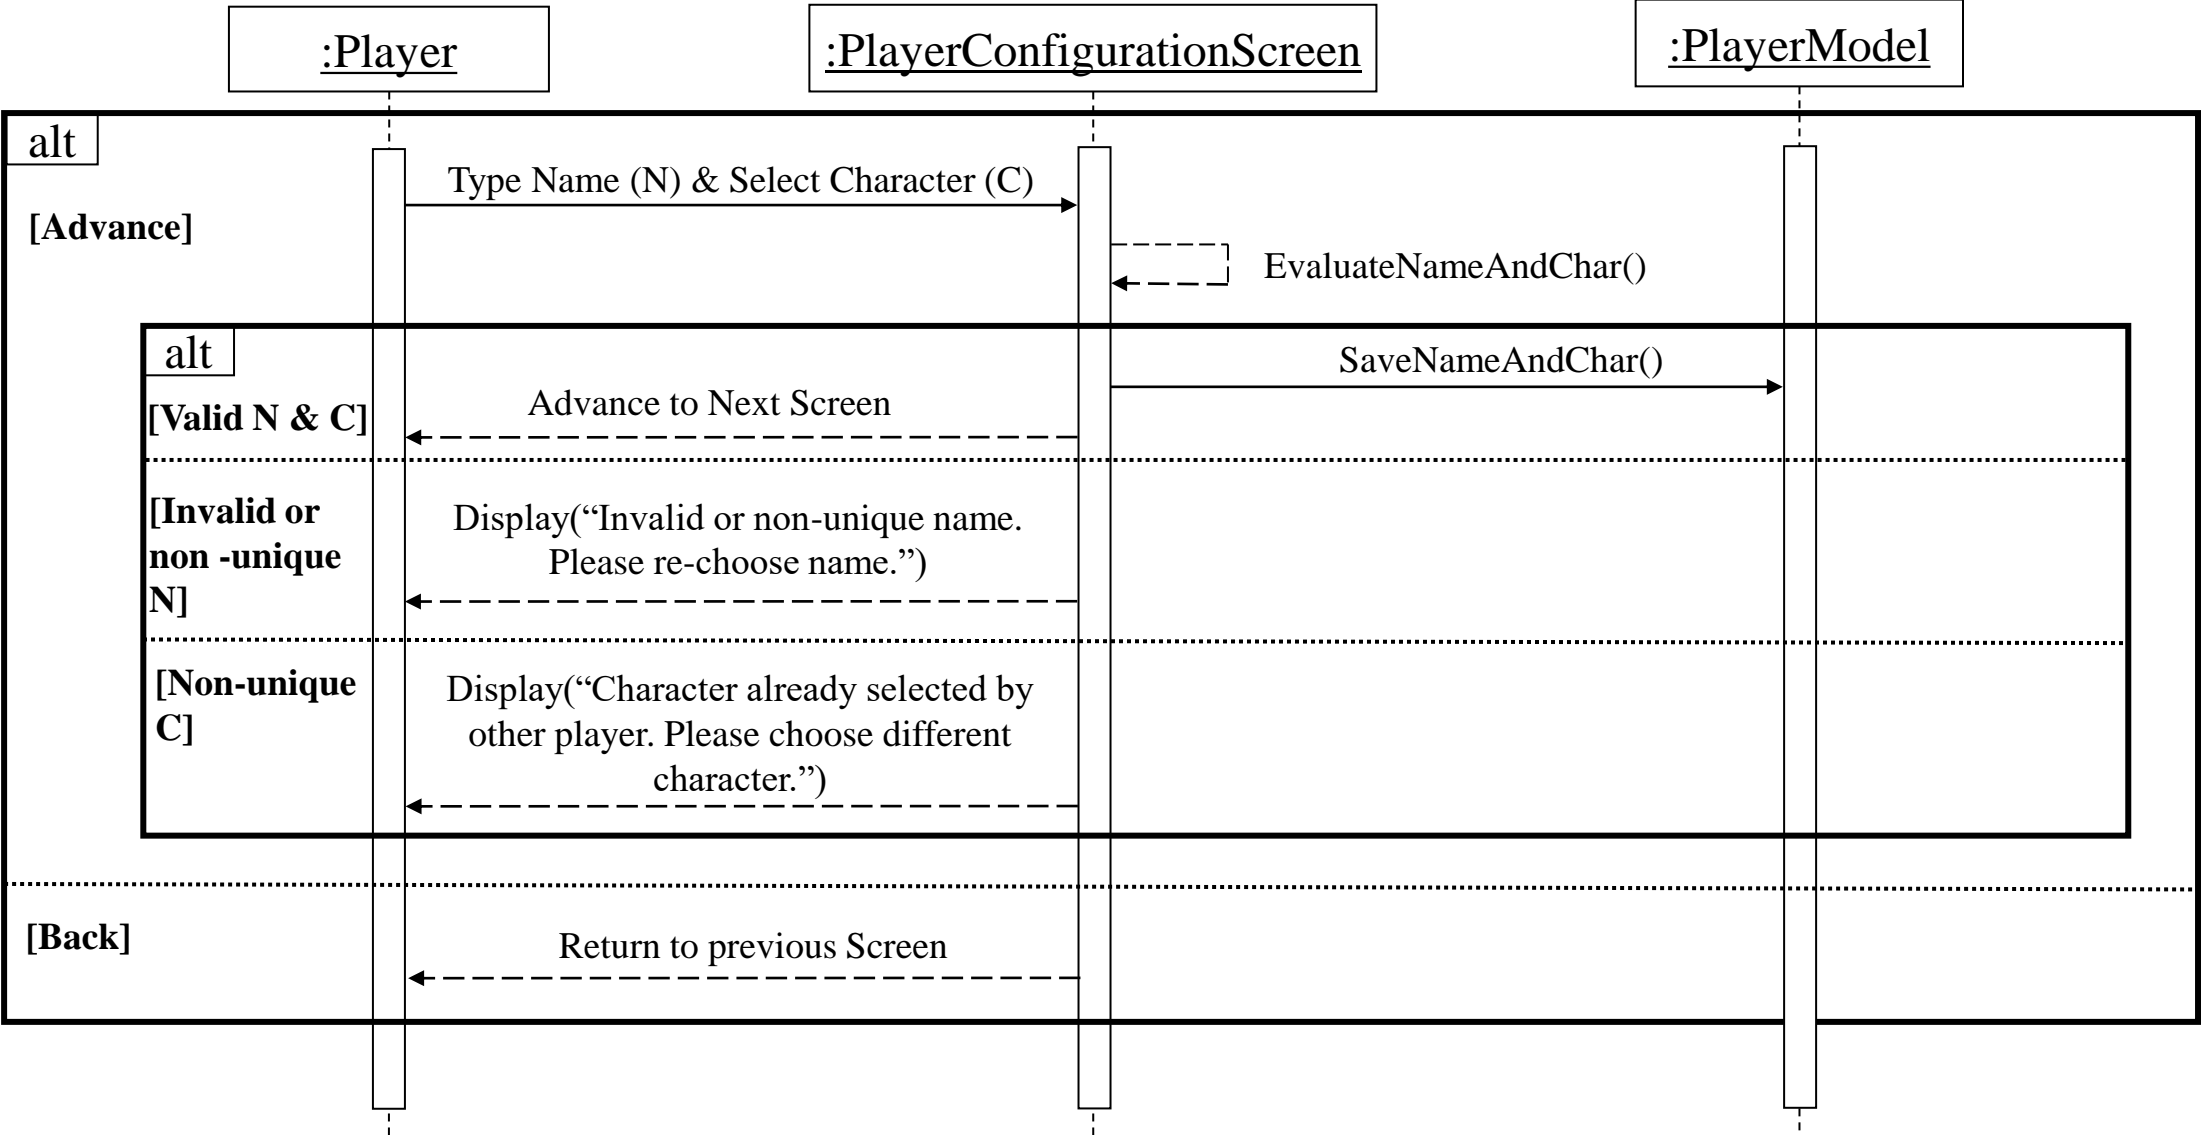 :Player
:PlayerConfigurationScreen
:PlayerModel
alt
Type Name (N) & Select Character (C)
[Advance]
EvaluateNameAndChar()
alt
SaveNameAndChar()
[Valid N & C]
Advance to Next Screen
[Invalid or
non -unique
N]
Display(“Invalid or non-unique name.
Please re-choose name.”)
[Non-unique
C]
Display(“Character already selected by
other player. Please choose different
character.”)
[Back]
Return to previous Screen